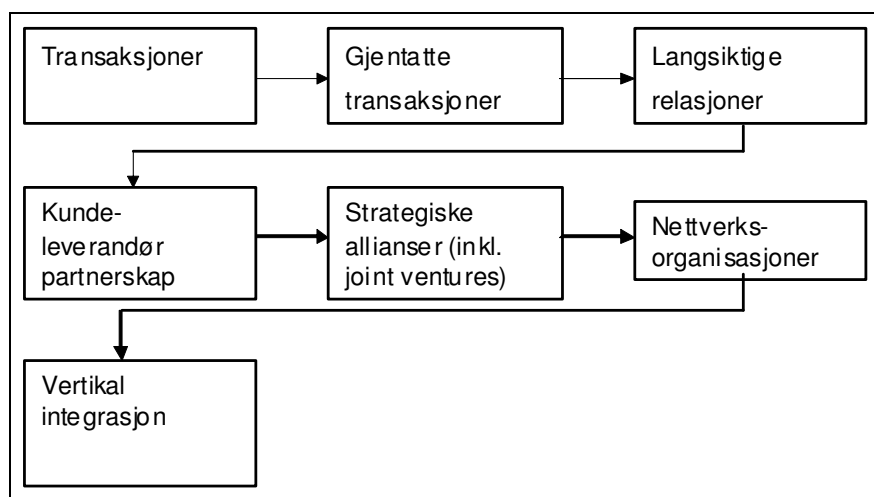 Transaksjoner
Gjentatte
transaksjoner
Langsiktige
relasjoner
Kunde-
leverandør
partnerskap
Strategiske
allianser (inkl.
joint ventures)
Nettverks-
organisasjoner
Vertikal
integrasjon